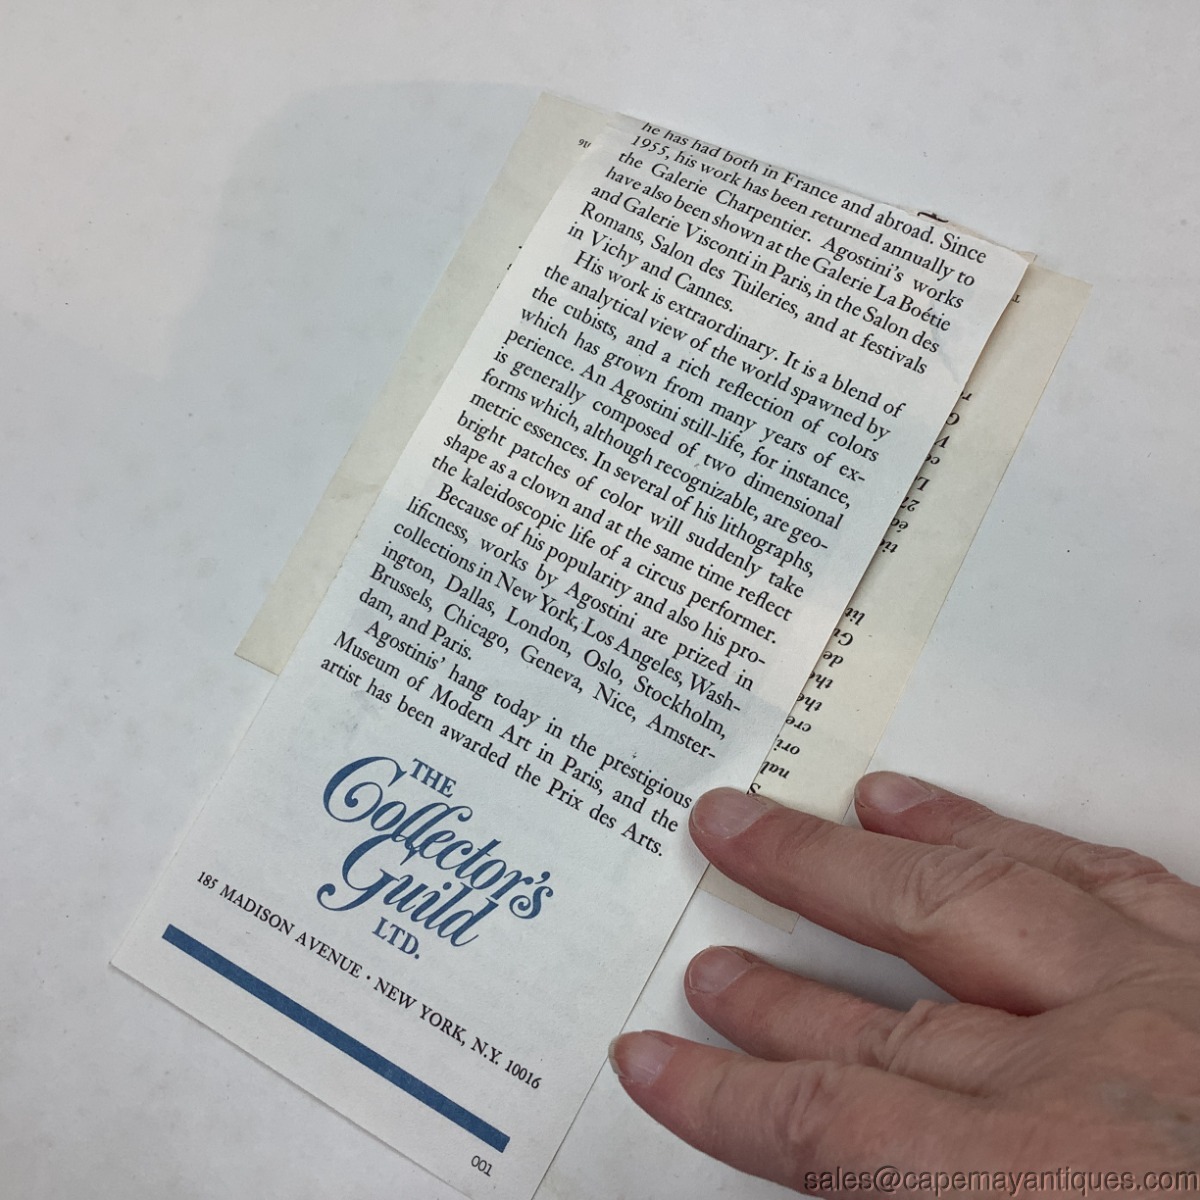 he has had both in France and abroad. Since
1955, his work has been returned annually to
the Galerie Charpentier. Agostini's works
have also been shown at the Galerie La Boétie
and Galerie Visconti in Paris, in the Salon des
Romans, Salon des Tuileries, and at festivals
in Vichy and Cannes.
His work is extraordinary. It is a blend of
the analytical view of the world spawned by
the cubists, and a rich reflection of colors
which has grown from many years of ex-
perience. An Agostini still-life, for instance,
is generally composed of two dimensional
forms which, although recognizable, are geo-
metric essences. In several of his lithographs,
bright patches of color will suddenly take
shape as a clown and at the same time reflect
the kaleidoscopic life of a circus performer.
Because of his popularity and also his pro-
lificness, works by Agostini are prized in
collections in New York, Los Angeles, Wash-
ington, Dallas, London, Oslo, Stockholm,
Brussels, Chicago, Geneva, Nice, Amster-
dam, and Paris.
Agostinis' hang today in the prestigious
Museum of Modern Art in Paris, and the
artist has been awarded the Prix des Arts.
THE
Collector's
Guild
LTD.
185 MADISON AVENUE · NEW YORK, N.Y. 10016
001
sales@capemayantiques.com